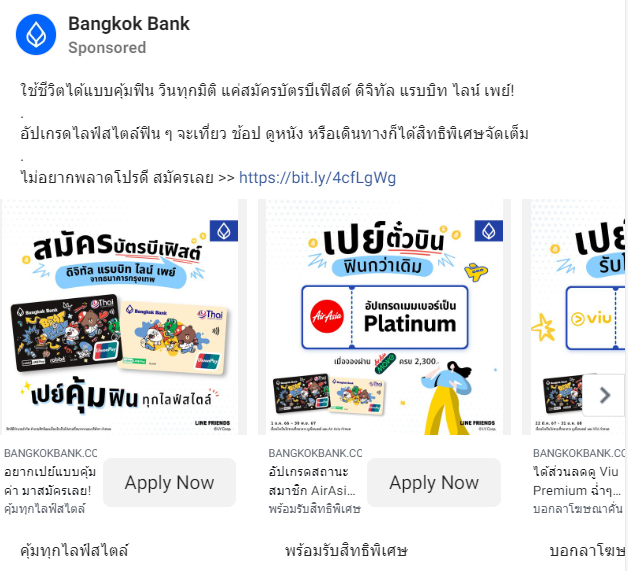 Bangkok Bank
Sponsored
ใช้ชีวิตได้แบบคุ้มฟิน วินทุกมิติ แค่สมัครบัตรบีเฟิสต์ ดิจิทัล แรบบิท ไลน์ เพย์!
.
อัปเกรดไลฟ์สไตล์ฟิน ๆ จะเที่ยว ช้อป ดูหนัง หรือเดินทางก็ได้สิทธิพิเศษจัดเต็ม
.
ไม่อยากพลาดโปรดี สมัครเลย >> https://bit.ly/4cfLgWg
สมัครบัตรบีเฟิสต์
ดิจิทัล แรบบิท ไลน์ เพย์
จากธนาคารกรุงเทพ
Bangkok Bank
Bangkok Bank
เปย์คุ้มฟิน ทุกไลฟ์สไตล์
LINE FRIENDS
เปย์ตั๋วบิน
ฟินกว่าเดิม
AirAsia
อัปเกรดเมมเบอร์เป็น
Platinum
เมื่อจองผ่าน airasia MOVE ครบ 2,300.-
LINE FRIENDS
เปย์
รับโ
viu
BANGKOKBANK.CC
อยากเปย์แบบคุ้ม
ค่า มาสมัครเลย!
คุ้มทุกไลฟ์สไตล์
Apply Now
BANGKOKBANK.CC
อัปเกรดสถานะ
สมาชิก AirAsi...
พร้อมรับสิทธิพิเศษ
Apply Now
BANGKOKBANK.CC
ได้ส่วนลดดู Viu
Premium ฉ่ำๆ...
บอกลาโฆษณาคั่น
คุ้มทุกไลฟ์สไตล์
พร้อมรับสิทธิพิเศษ
บอกลาโฆษ